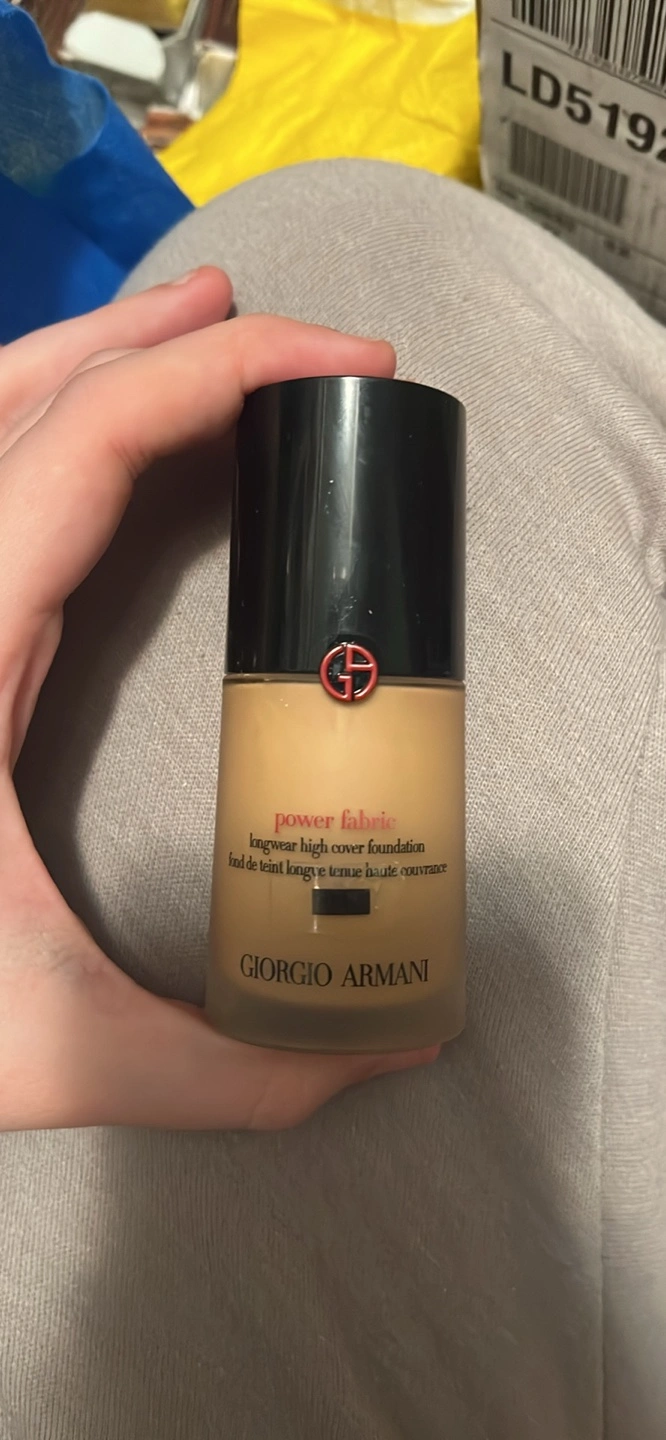 LD5192
power fabric
longwear high cover foundation
fond de teint longue tenue haute couvrance
GIORGIO ARMANI